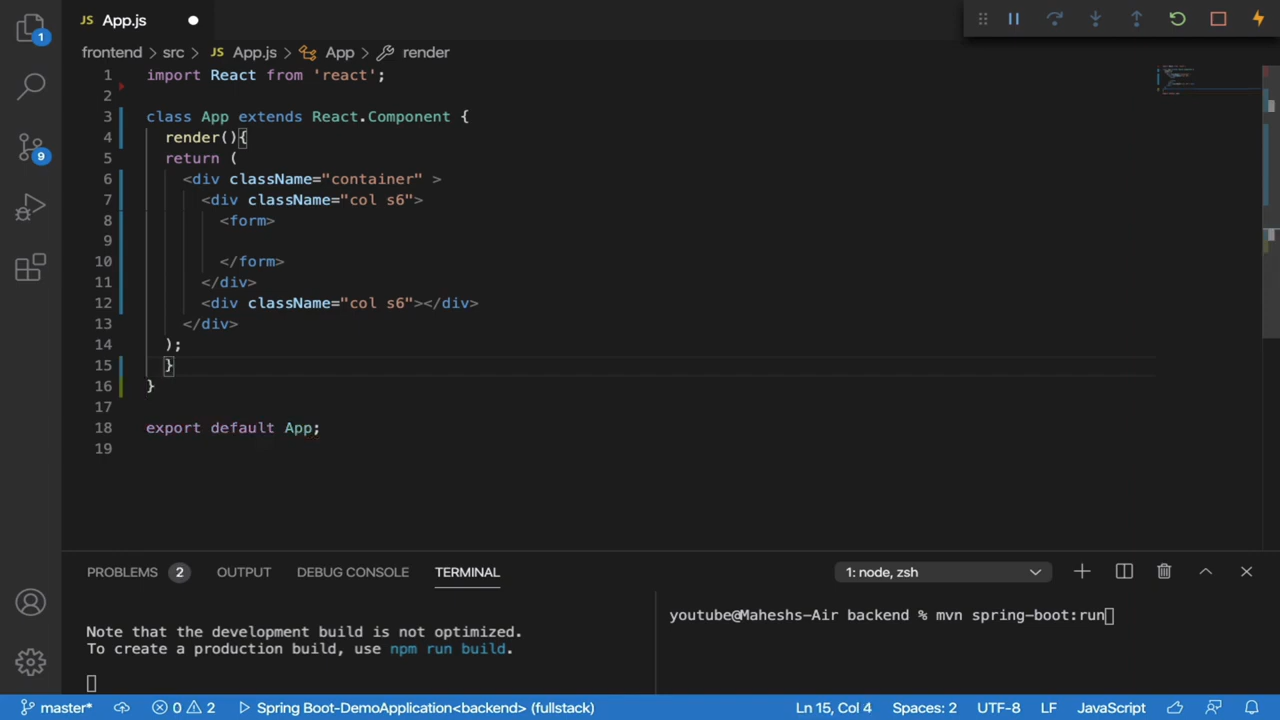 JS App.js
1
frontend > src > JS App.js > App > render
1 import React from 'react';
2
3 class App extends React.Component {
4 render(){
5 return (
6 <div className="container" >
7 <div className="col s6">
8 <form>
9
10 </form>
11 </div>
12 <div className="col s6"></div>
13 </div>
14 );
15 }
16 }
17
18 export default App;
19
9
PROBLEMS 2 OUTPUT DEBUG CONSOLE TERMINAL 1: node, zsh
youtube@Maheshs-Air backend % mvn spring-boot:run
Note that the development build is not optimized.
To create a production build, use npm run build.
master* 0 2 Spring Boot-DemoApplication<backend> (fullstack) Ln 15, Col 4 Spaces: 2 UTF-8 LF JavaScript